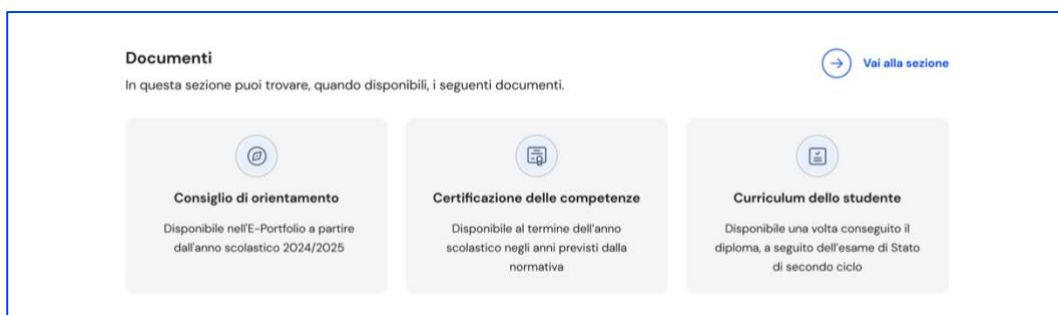 Documenti
Vai alla sezione
In questa sezione puoi trovare, quando disponibili, i seguenti documenti.
Consiglio di orientamento
Disponibile nell'E-Portfolio a partire
dall'anno scolastico 2024/2025
Certificazione delle competenze
Disponibile al termine dell'anno
scolastico negli anni previsti dalla
normativa
Curriculum dello studente
Disponibile una volta conseguito il
diploma, a seguito dell'esame di Stato
di secondo ciclo